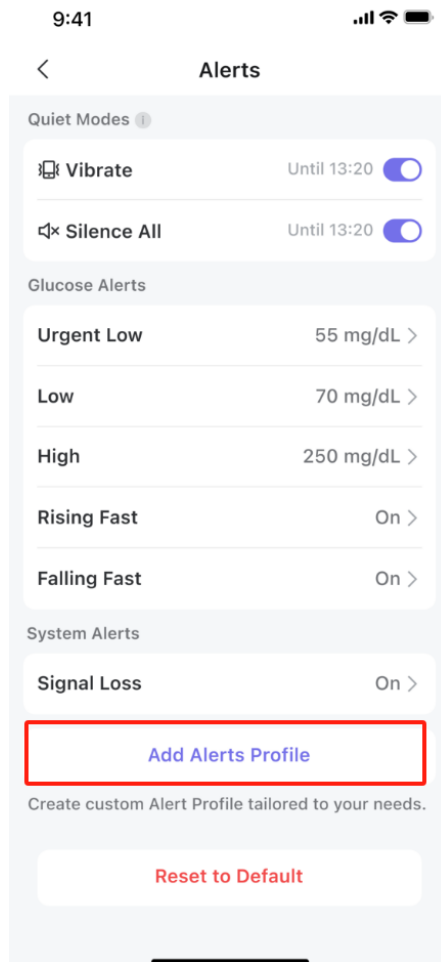 9:41
Alerts
Quiet Modes
Vibrate Until 13:20
Silence All Until 13:20
Glucose Alerts
Urgent Low 55 mg/dL
Low 70 mg/dL
High 250 mg/dL
Rising Fast On
Falling Fast On
System Alerts
Signal Loss On
Add Alerts Profile
Create custom Alert Profile tailored to your needs.
Reset to Default